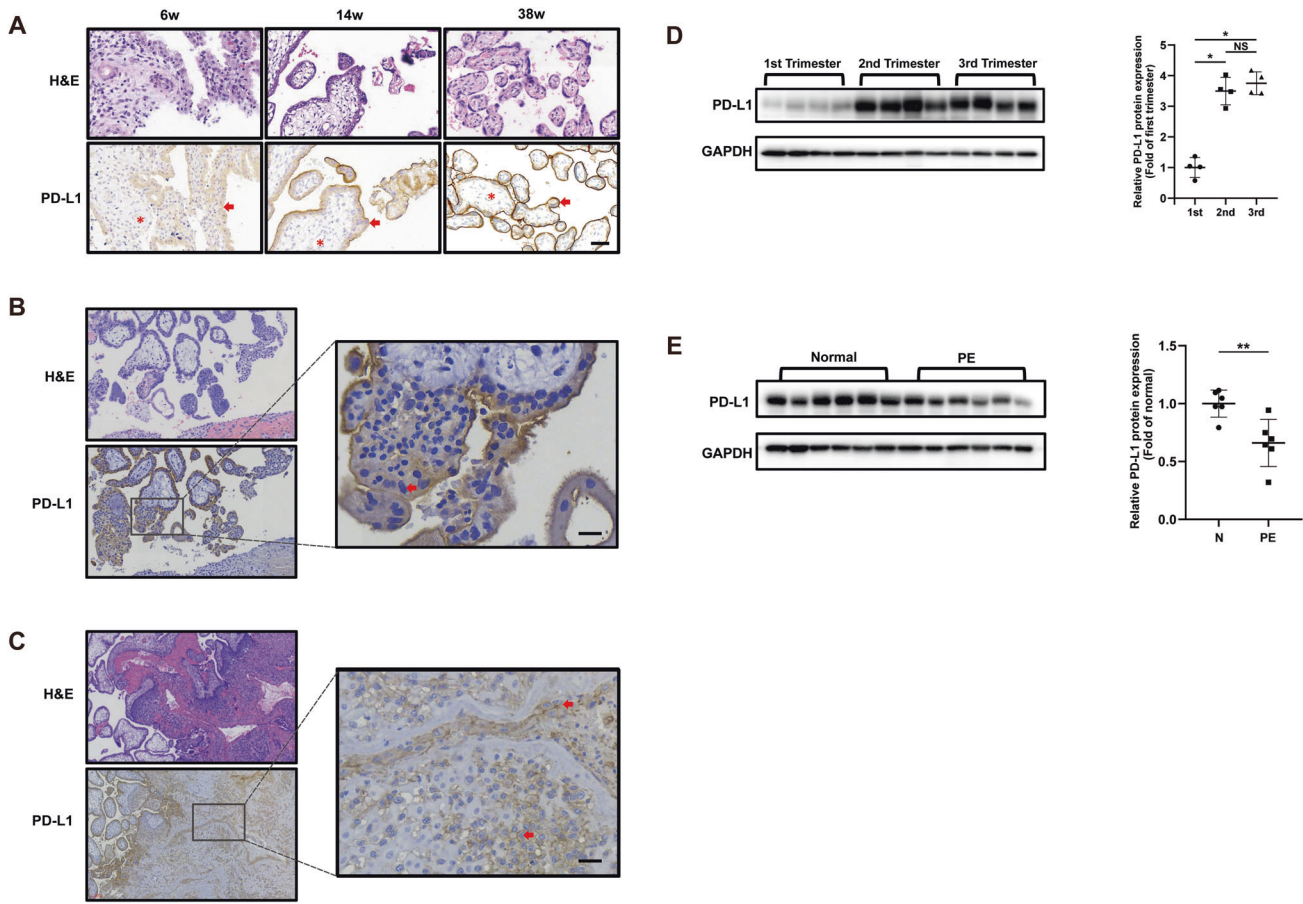 A
6w
14w
38w
H&E
PD-L1
*
*
*
B
H&E
PD-L1
C
H&E
PD-L1
D
1st Trimester
2nd Trimester
3rd Trimester
PD-L1
GAPDH
Relative PD-L1 protein expression
(Fold of first trimester)
5
4
3
2
1
0
*
*
NS
1st
2nd
3rd
E
Normal
PE
PD-L1
GAPDH
Relative PD-L1 protein expression
(Fold of normal)
1.5
1.0
0.5
0.0
**
N
PE